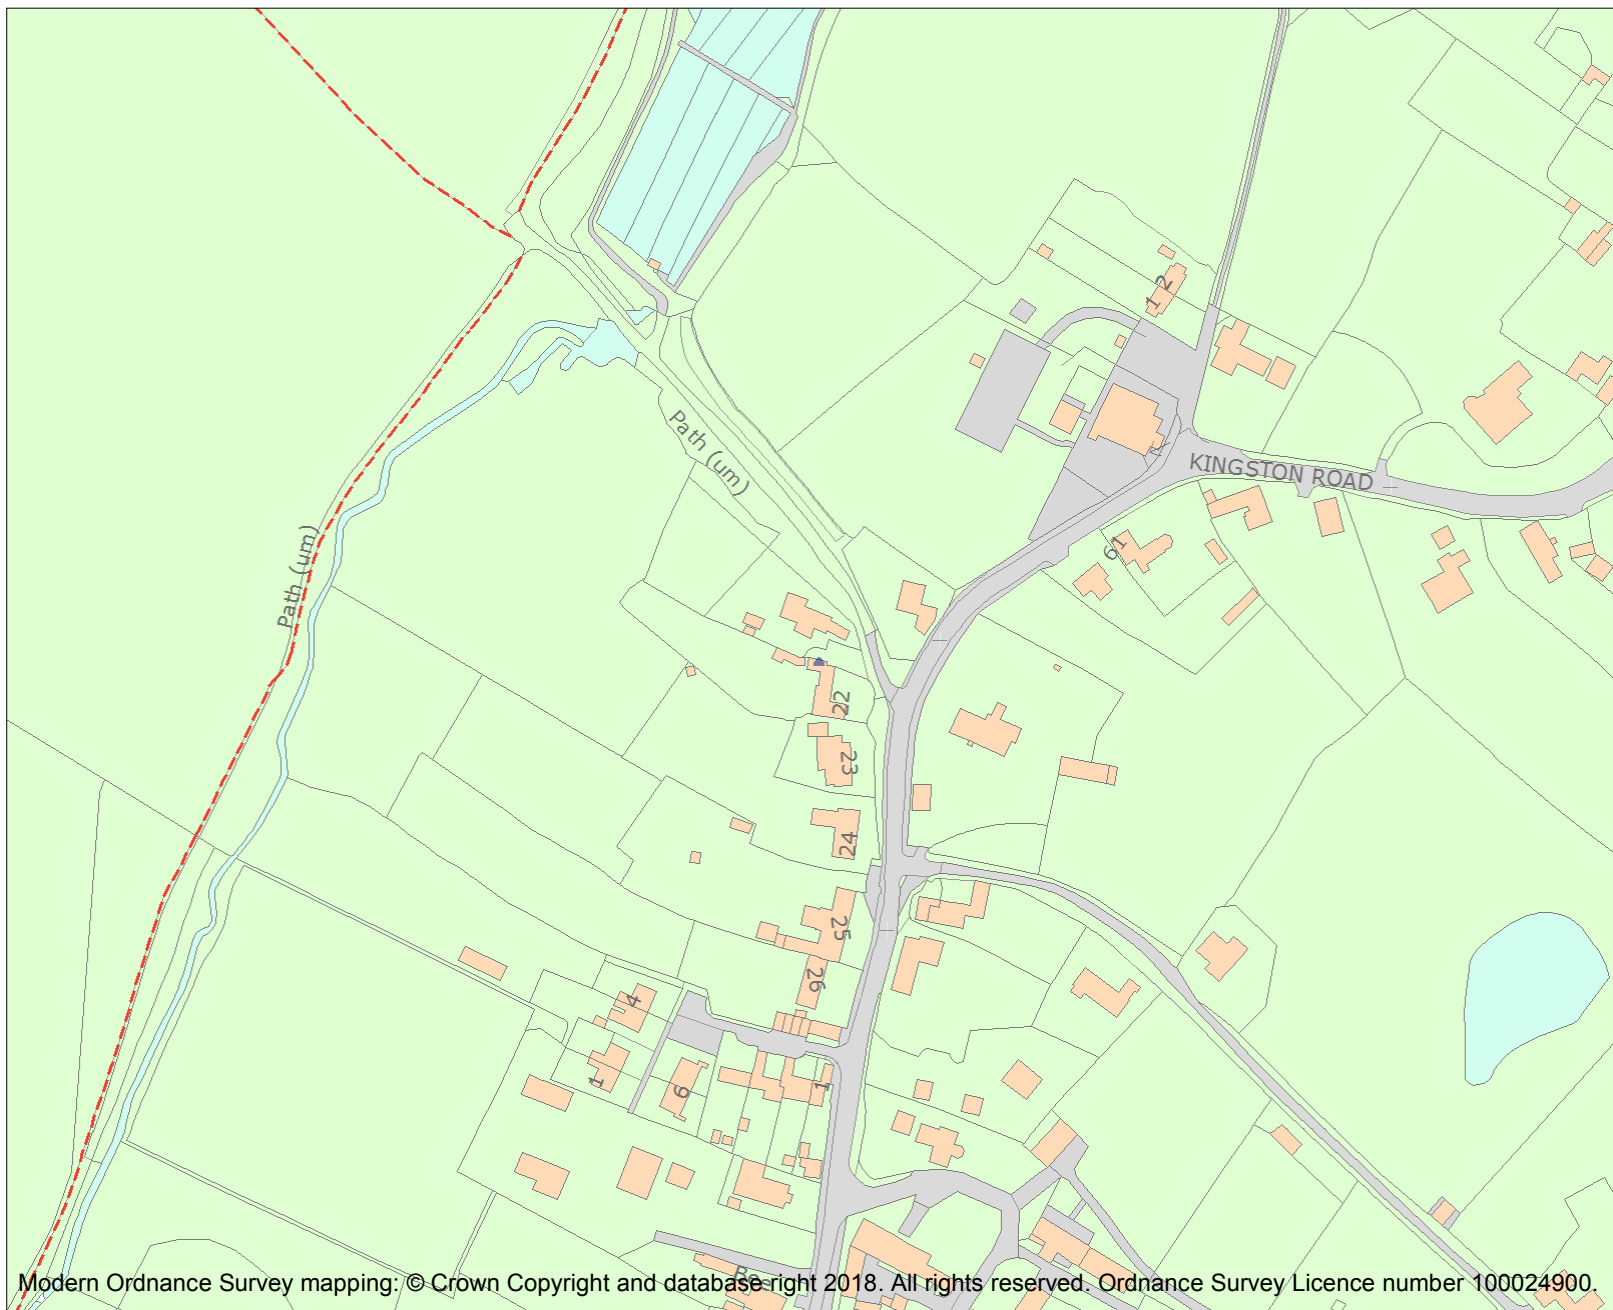 1 2
Path (um)
KINGSTON ROAD
Path (um)
61
22
23
24
25
26
4
1
6
1
Modern Ordnance Survey mapping: © Crown Copyright and database right 2018. All rights reserved. Ordnance Survey Licence number 100024900.